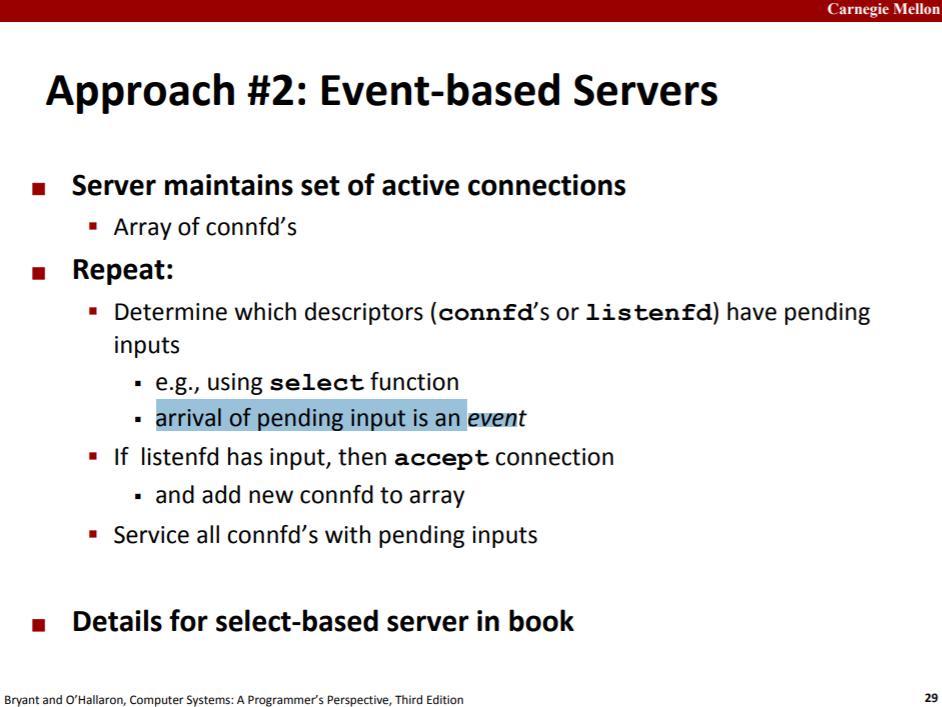 Carnegie Mellon
Approach #2: Event-based Servers
■ Server maintains set of active connections
▪ Array of connfd’s
■ Repeat:
▪ Determine which descriptors (connfd’s or listenfd) have pending
inputs
▪ e.g., using select function
▪ arrival of pending input is an event
▪ If listenfd has input, then accept connection
▪ and add new connfd to array
▪ Service all connfd’s with pending inputs
■ Details for select-based server in book
Bryant and O’Hallaron, Computer Systems: A Programmer’s Perspective, Third Edition 29